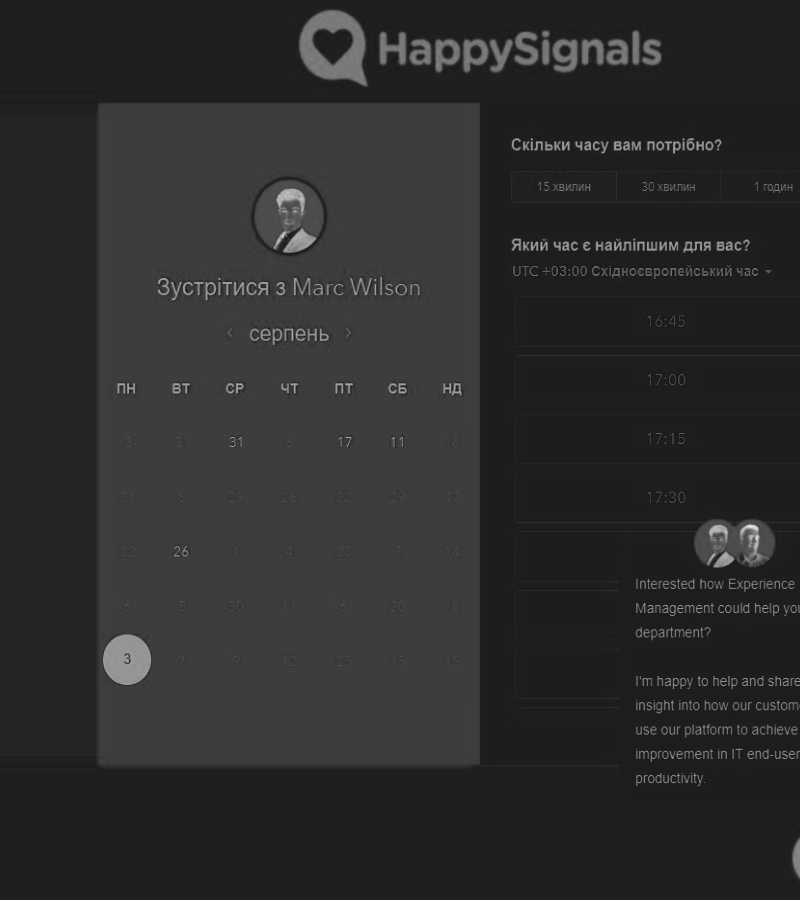 HappySignals
Зустрітися з Marc Wilson
серпень
ПН ВТ СР ЧТ ПТ СБ НД
3 31 31 6 17 11 18
21 6 29 26 22 29 17
22 26 1 4 23 9 14
6 8 30 11 6 20 18
3 7 9 12 25 15 15
Скільки часу вам потрібно?
15 хвилин 30 хвилин 1 годин
Який час є найліпшим для вас?
UTC +03:00 Східноєвропейський час
16:45
17:00
17:15
17:30
Interested how Experience
Management could help you
department?
I'm happy to help and share
insight into how our custome
use our platform to achieve
improvement in IT end-user
productivity.